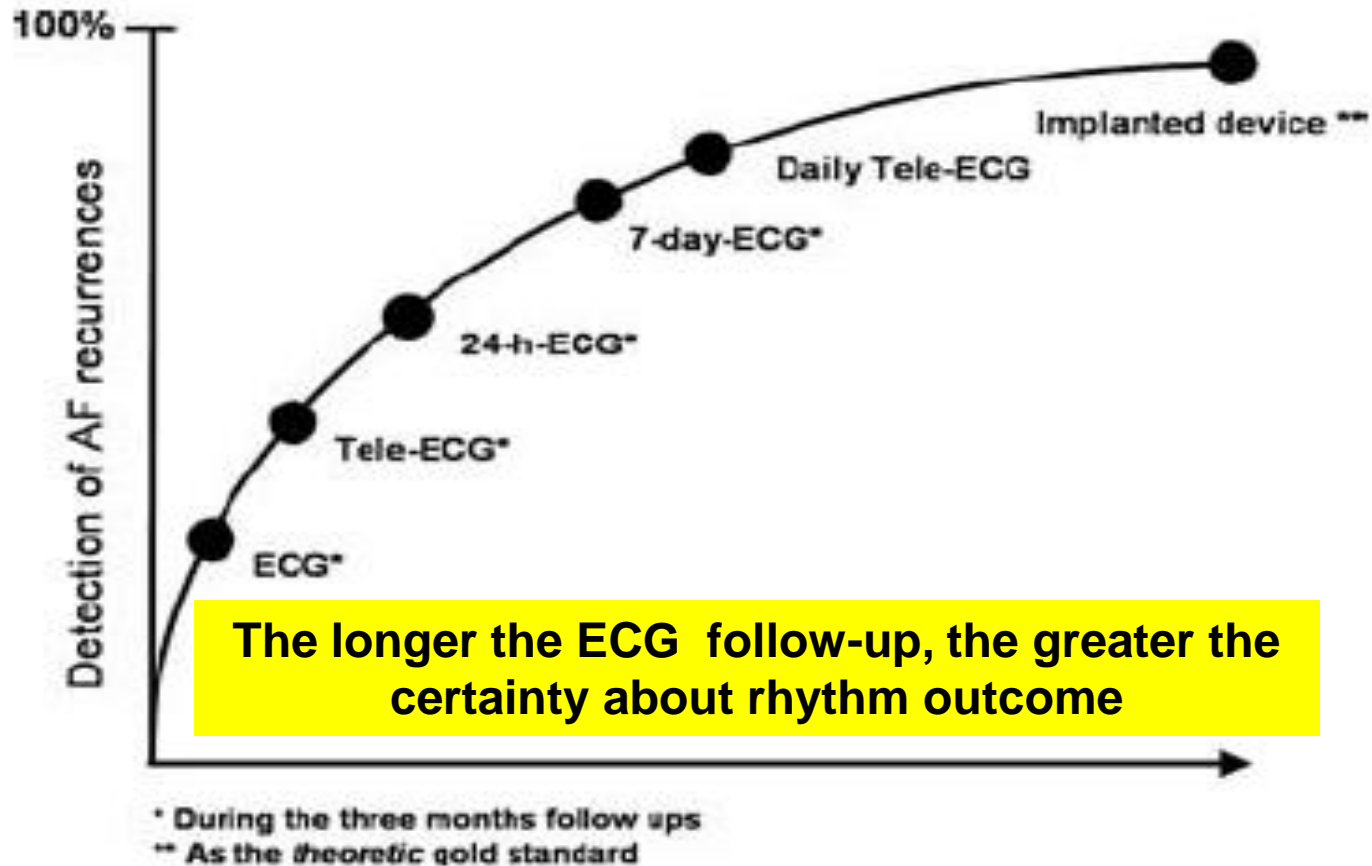 100%
Detection of AF recurrences
Implanted device **
Daily Tele-ECG
7-day-ECG*
24-h-ECG*
Tele-ECG*
ECG*
The longer the ECG follow-up, the greater the
certainty about rhythm outcome
* During the three months follow ups
** As the theoretic gold standard